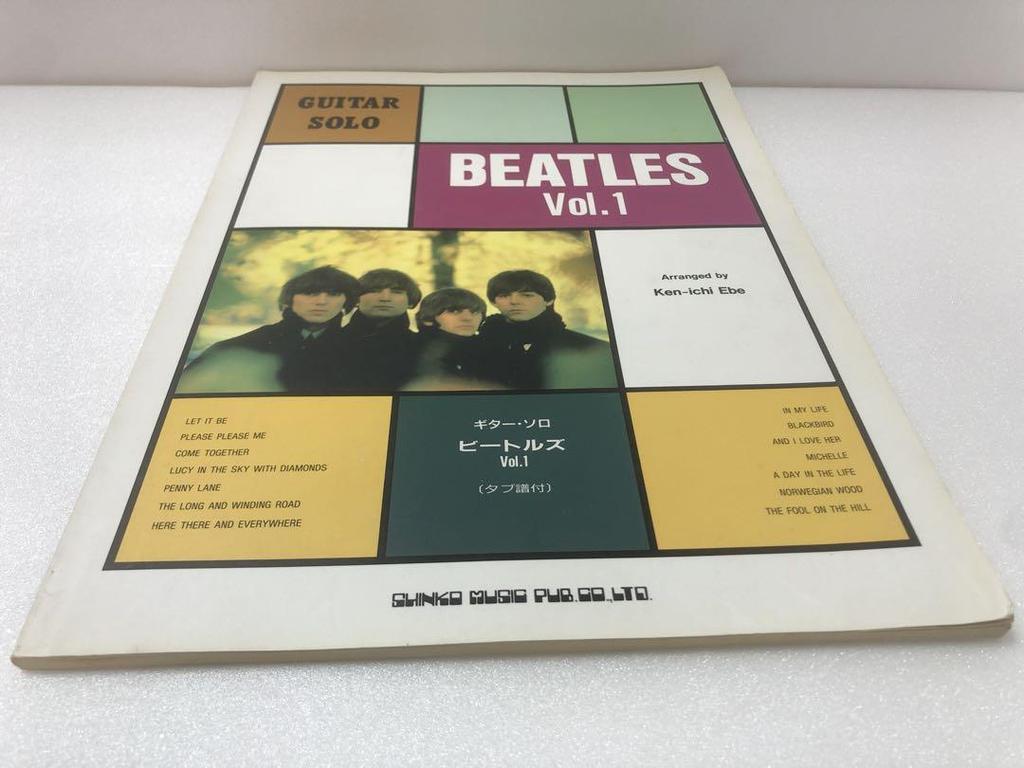 GUITAR
SOLO
BEATLES
Vol.1
Arranged by
Ken-ichi Ebe
LET IT BE
PLEASE PLEASE ME
COME TOGETHER
LUCY IN THE SKY WITH DIAMONDS
PENNY LANE
THE LONG AND WINDING ROAD
HERE THERE AND EVERYWHERE
ギター・ソロ
ビートルズ
Vol.1
(タブ譜付)
IN MY LIFE
BLACKBIRD
AND I LOVE HER
MICHELLE
A DAY IN THE LIFE
NORWEGIAN WOOD
THE FOOL ON THE HILL
SHINKO MUSIC PUB.CO.,LTD.